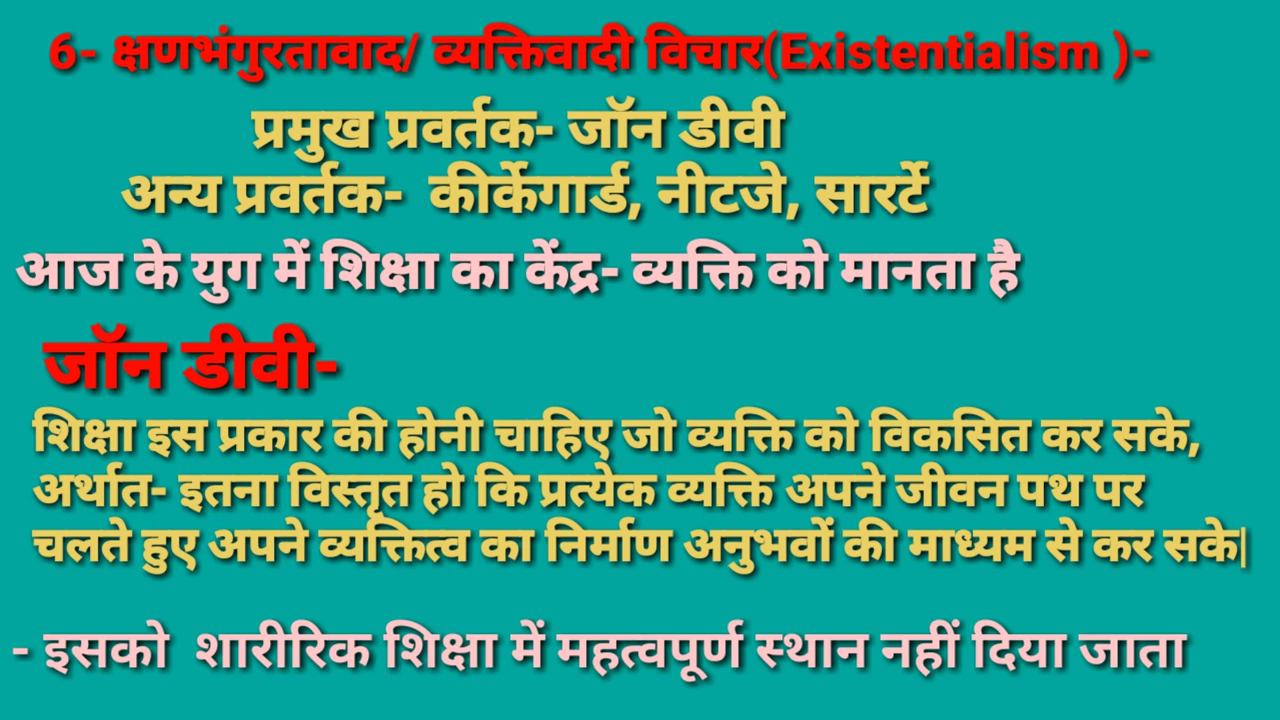 6- क्षणभंगुरतावाद/ व्यक्तिवादी विचार(Existentialism )-
प्रमुख प्रवर्तक- जॉन डीवी
अन्य प्रवर्तक- कीर्केगार्ड, नीटजे, सारर्टे
आज के युग में शिक्षा का केंद्र- व्यक्ति को मानता है
जॉन डीवी-
शिक्षा इस प्रकार की होनी चाहिए जो व्यक्ति को विकसित कर सके,
अर्थात- इतना विस्तृत हो कि प्रत्येक व्यक्ति अपने जीवन पथ पर
चलते हुए अपने व्यक्तित्व का निर्माण अनुभवों की माध्यम से कर सके|
- इसको शारीरिक शिक्षा में महत्वपूर्ण स्थान नहीं दिया जाता